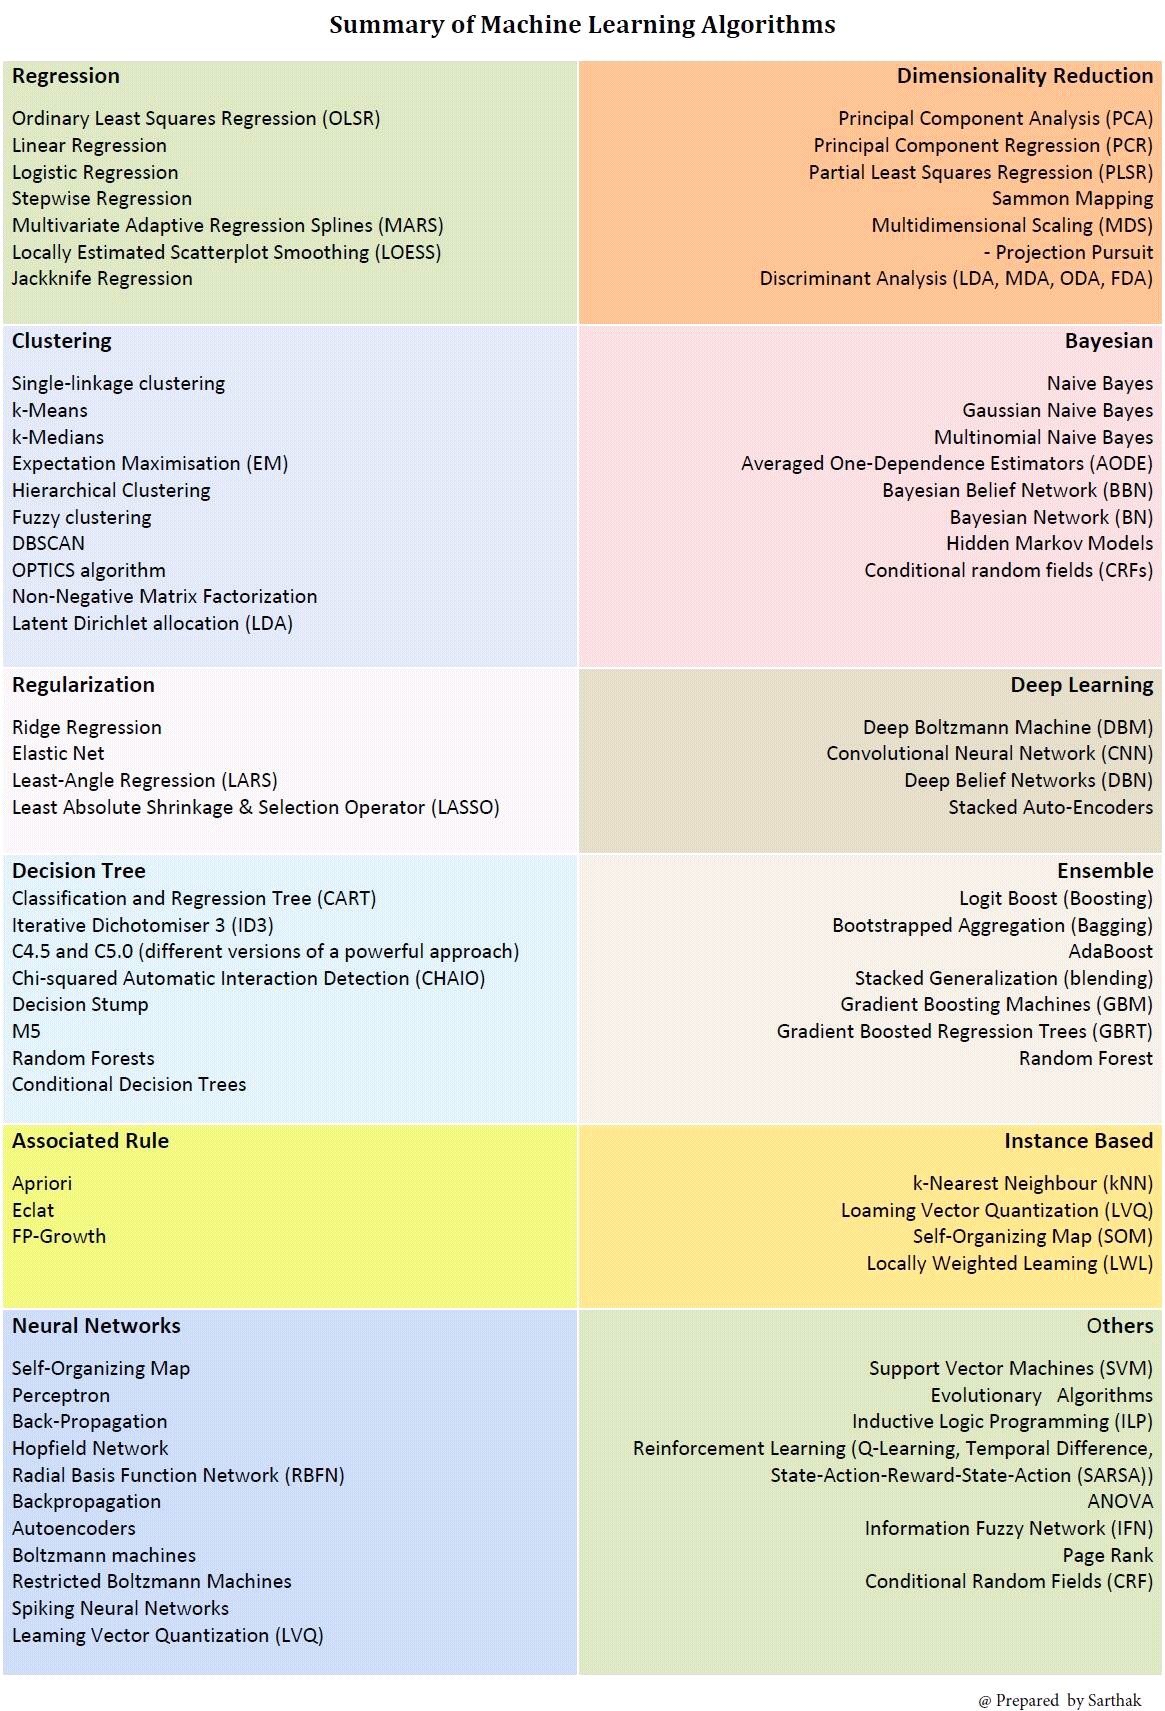 Summary of Machine Learning Algorithms
Regression
Ordinary Least Squares Regression (OLSR)
Linear Regression
Logistic Regression
Stepwise Regression
Multivariate Adaptive Regression Splines (MARS)
Locally Estimated Scatterplot Smoothing (LOESS)
Jackknife Regression
Dimensionality Reduction
Principal Component Analysis (PCA)
Principal Component Regression (PCR)
Partial Least Squares Regression (PLSR)
Sammon Mapping
Multidimensional Scaling (MDS)
- Projection Pursuit
Discriminant Analysis (LDA, MDA, ODA, FDA)
Clustering
Single-linkage clustering
k-Means
k-Medians
Expectation Maximisation (EM)
Hierarchical Clustering
Fuzzy clustering
DBSCAN
OPTICS algorithm
Non-Negative Matrix Factorization
Latent Dirichlet allocation (LDA)
Bayesian
Naive Bayes
Gaussian Naive Bayes
Multinomial Naive Bayes
Averaged One-Dependence Estimators (AODE)
Bayesian Belief Network (BBN)
Bayesian Network (BN)
Hidden Markov Models
Conditional random fields (CRFs)
Regularization
Ridge Regression
Elastic Net
Least-Angle Regression (LARS)
Least Absolute Shrinkage & Selection Operator (LASSO)
Deep Learning
Deep Boltzmann Machine (DBM)
Convolutional Neural Network (CNN)
Deep Belief Networks (DBN)
Stacked Auto-Encoders
Decision Tree
Classification and Regression Tree (CART)
Iterative Dichotomiser 3 (ID3)
C4.5 and C5.0 (different versions of a powerful approach)
Chi-squared Automatic Interaction Detection (CHAIO)
Decision Stump
M5
Random Forests
Conditional Decision Trees
Ensemble
Logit Boost (Boosting)
Bootstrapped Aggregation (Bagging)
AdaBoost
Stacked Generalization (blending)
Gradient Boosting Machines (GBM)
Gradient Boosted Regression Trees (GBRT)
Random Forest
Associated Rule
Apriori
Eclat
FP-Growth
Instance Based
k-Nearest Neighbour (kNN)
Loaming Vector Quantization (LVQ)
Self-Organizing Map (SOM)
Locally Weighted Leaming (LWL)
Neural Networks
Self-Organizing Map
Perceptron
Back-Propagation
Hopfield Network
Radial Basis Function Network (RBFN)
Backpropagation
Autoencoders
Boltzmann machines
Restricted Boltzmann Machines
Spiking Neural Networks
Leaming Vector Quantization (LVQ)
Others
Support Vector Machines (SVM)
Evolutionary Algorithms
Inductive Logic Programming (ILP)
Reinforcement Learning (Q-Learning, Temporal Difference,
State-Action-Reward-State-Action (SARSA))
ANOVA
Information Fuzzy Network (IFN)
Page Rank
Conditional Random Fields (CRF)
@ Prepared by Sarthak